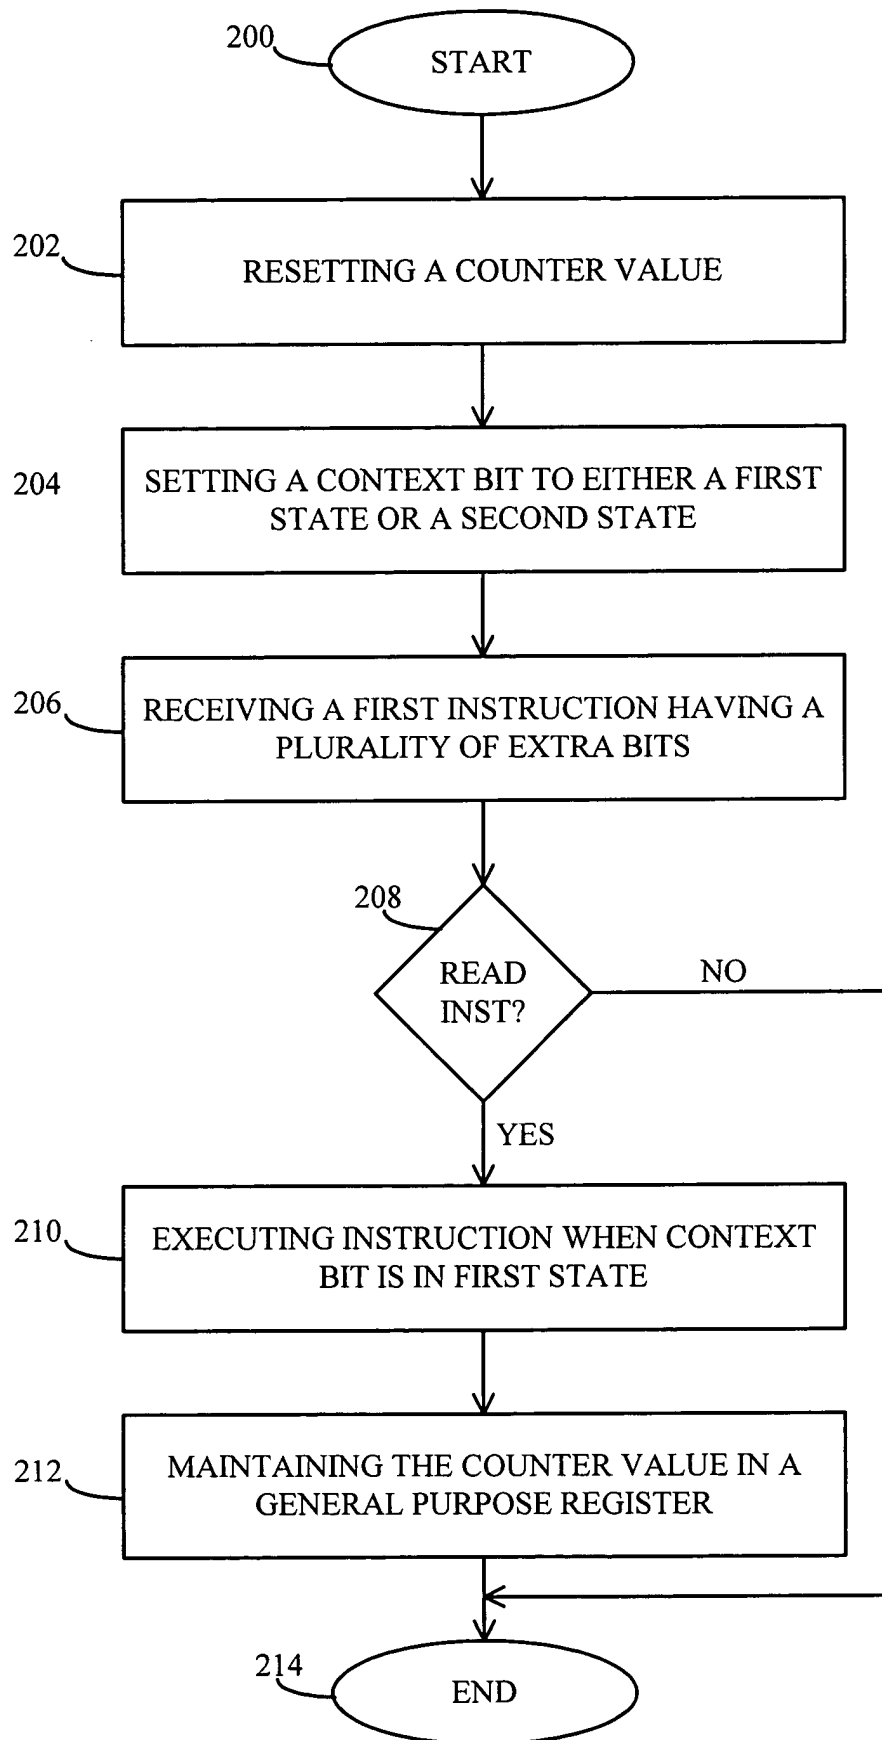 200
START
202
RESETTING A COUNTER VALUE
204
SETTING A CONTEXT BIT TO EITHER A FIRST
STATE OR A SECOND STATE
206
RECEIVING A FIRST INSTRUCTION HAVING A
PLURALITY OF EXTRA BITS
208
READ
INST?
NO
YES
210
EXECUTING INSTRUCTION WHEN CONTEXT
BIT IS IN FIRST STATE
212
MAINTAINING THE COUNTER VALUE IN A
GENERAL PURPOSE REGISTER
214
END